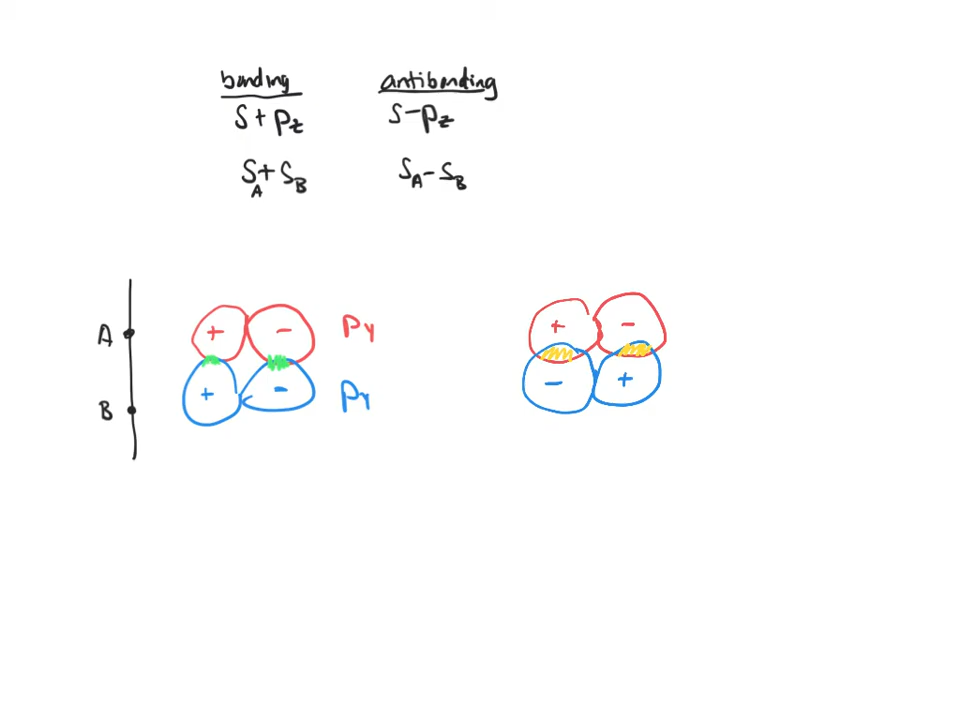 bonding antibonding
S + Pz S - Pz
SA + SB SA - SB
A + - Py + -
B + - Py - +